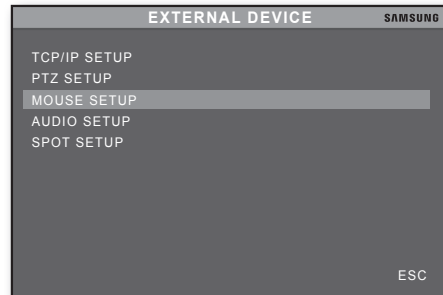 EXTERNAL DEVICE SAMSUNG
TCP/IP SETUP
PTZ SETUP
MOUSE SETUP
AUDIO SETUP
SPOT SETUP
ESC